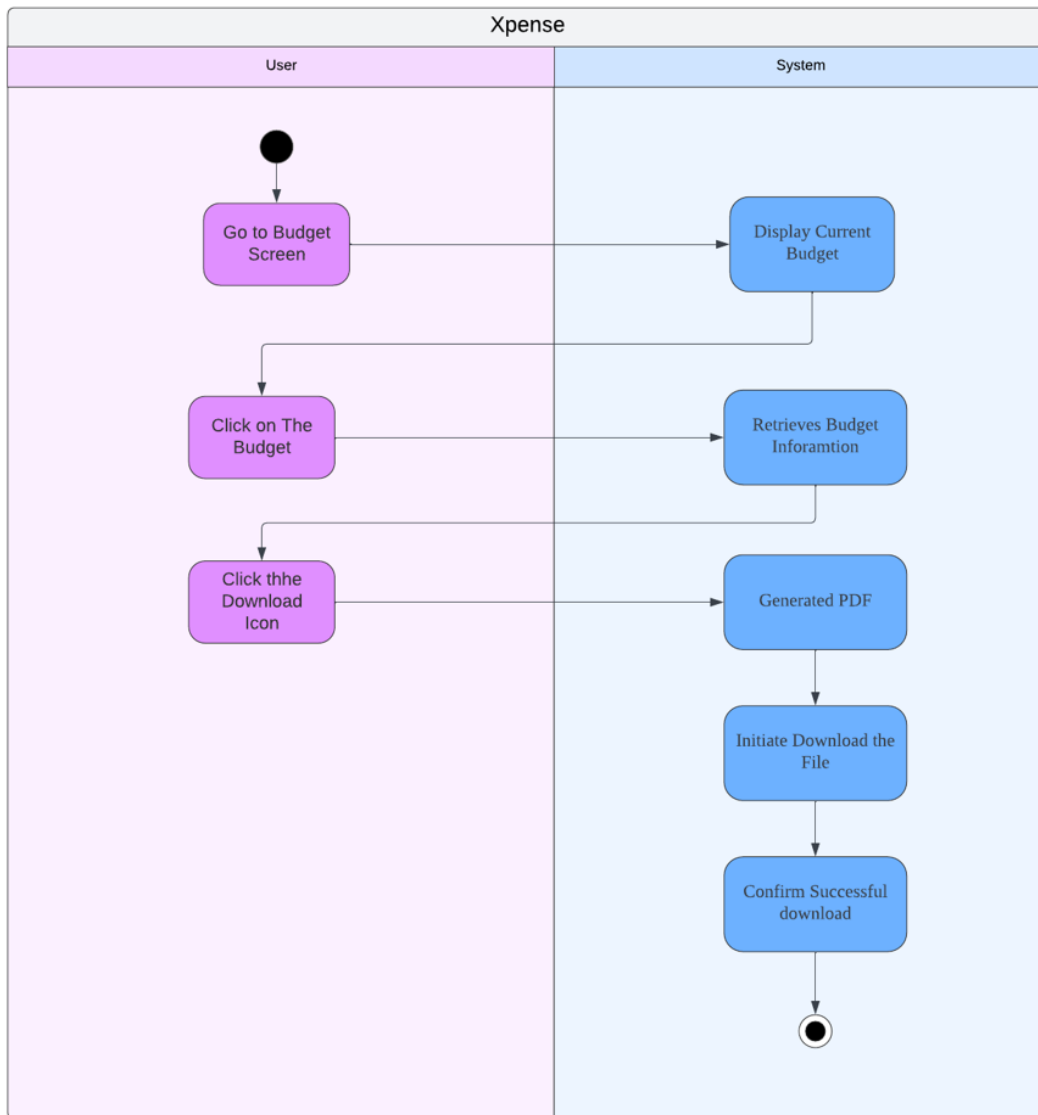 Xpense
User
System
Go to Budget
Screen
Display Current
Budget
Click on The
Budget
Retrieves Budget
Inforamtion
Click thhe
Download
Icon
Generated PDF
Initiate Download the
File
Confirm Successful
download